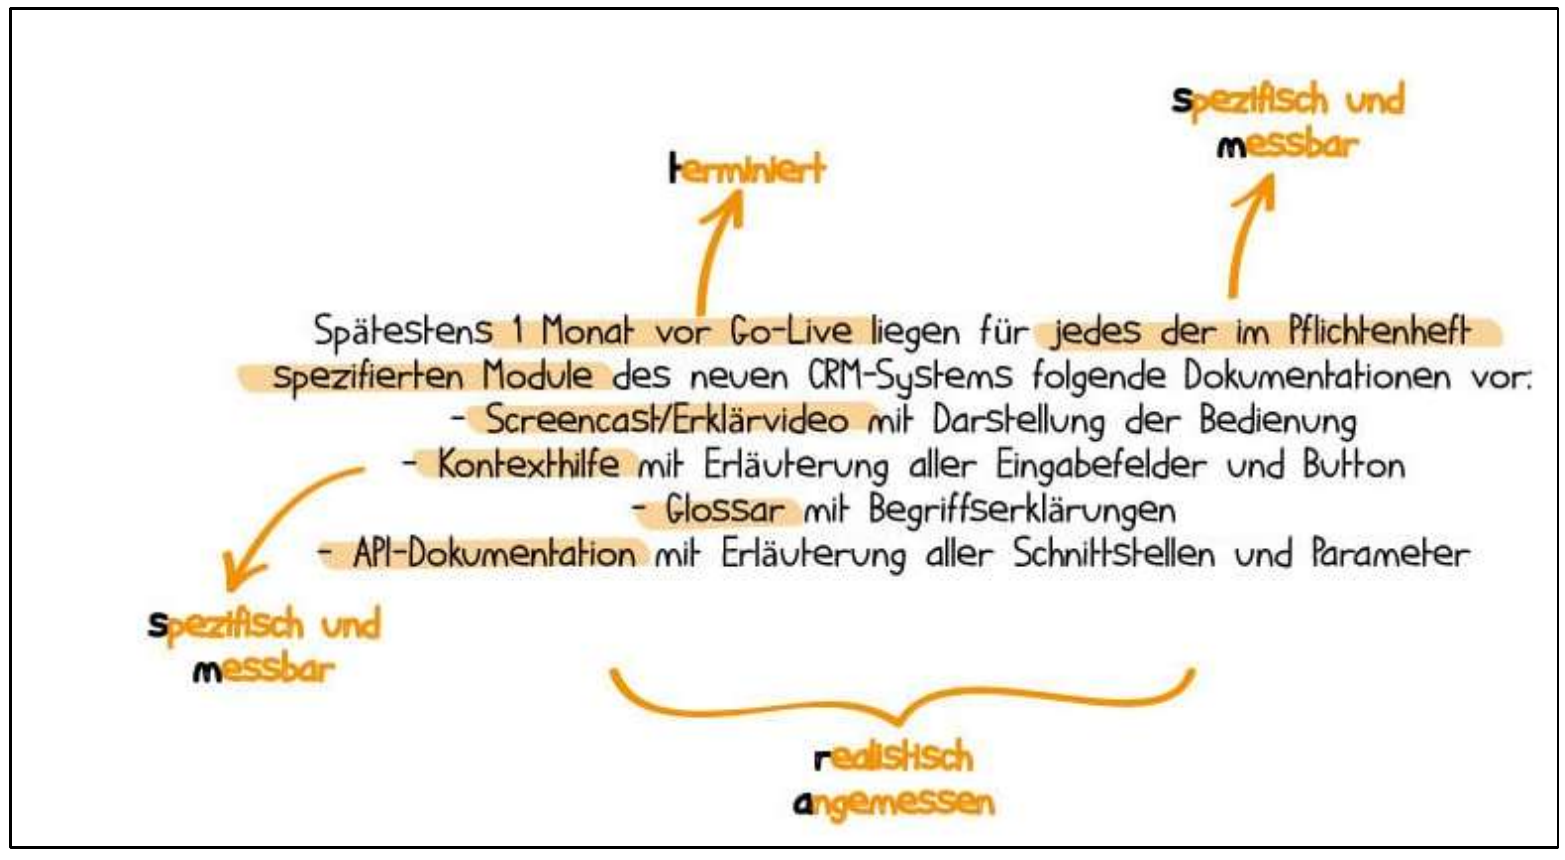 spezifisch und
messbar
terminiert
Spätestens 1 Monat vor Go-Live liegen für jedes der im Pflichtenheft
spezifierten Module des neuen CRM-Systems folgende Dokumentationen vor:
- Screencast/Erklärvideo mit Darstellung der Bedienung
- Kontexthilfe mit Erläuterung aller Eingabefelder und Button
- Glossar mit Begriffserklärungen
- API-Dokumentation mit Erläuterung aller Schnittstellen und Parameter
spezifisch und
messbar
realistisch
angemessen